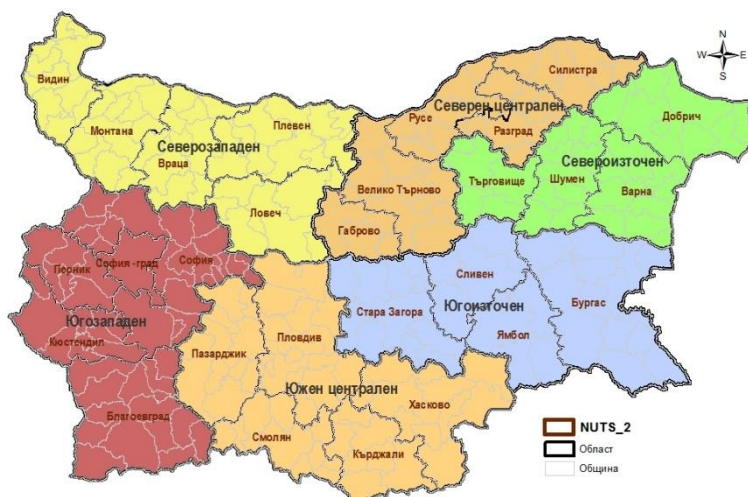 N
W E
S
Видин
Монтана
Враца
Плевен
Северозападен
Ловеч
Силистра
Северен централен
Русе
Разград
Велико Търново
Габрово
Добрич
Североизточен
Търговище
Шумен
Варна
Перник
София -град
София
Югозападен
Кюстендил
Благоевград
Сливен
Бургас
Стара Загора
Югоизточен
Ямбол
Пловдив
Пазарджик
Южен централен
Хасково
Смолян
Кърджали
NUTS_2
Област
Община